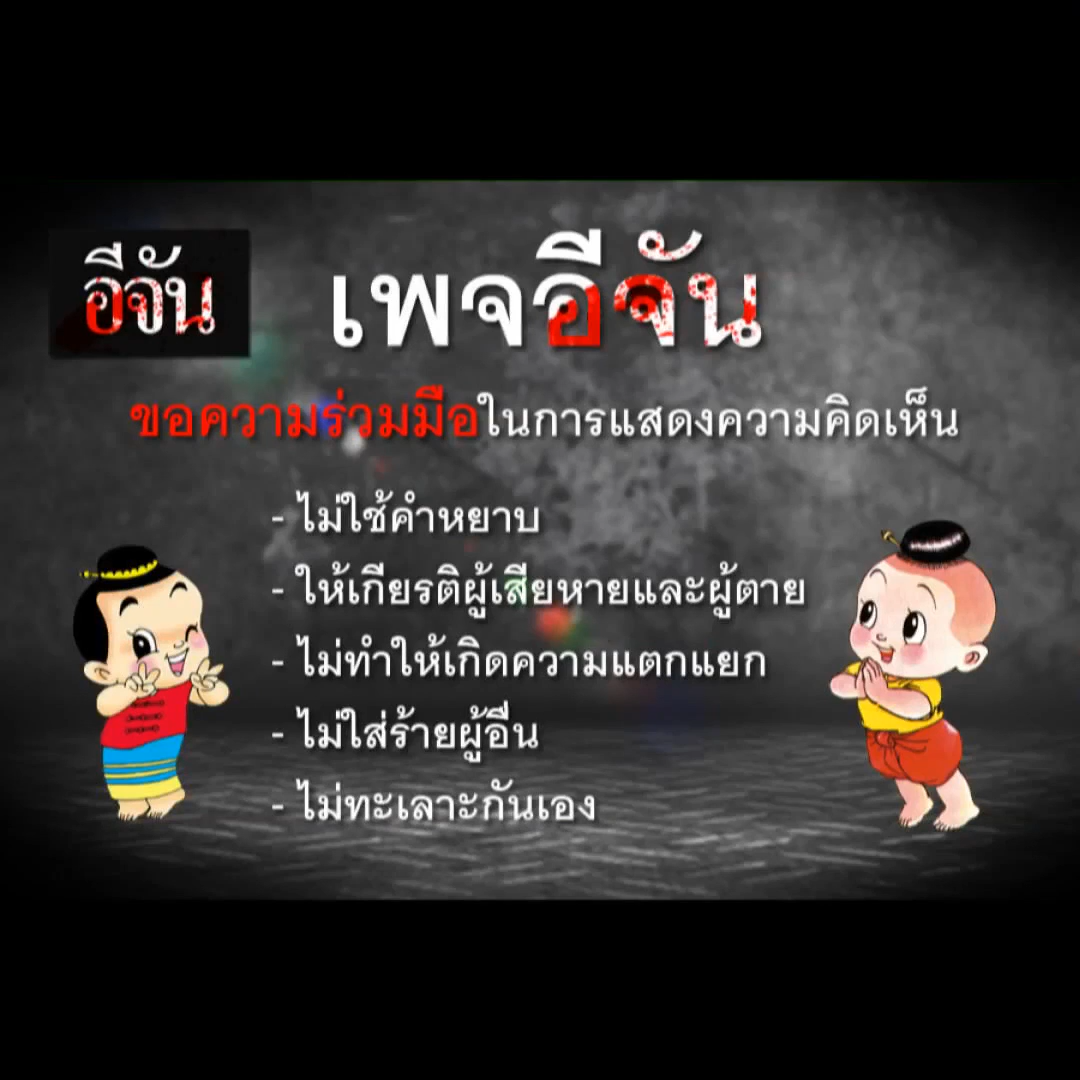 อีจัน
เพจอีจัน
ขอความร่วมมือในการแสดงความคิดเห็น
- ไม่ใช้คำหยาบ
- ให้เกียรติผู้เสียหายและผู้ตาย
- ไม่ทำให้เกิดความแตกแยก
- ไม่ใส่ร้ายผู้อื่น
- ไม่ทะเลาะกันเอง